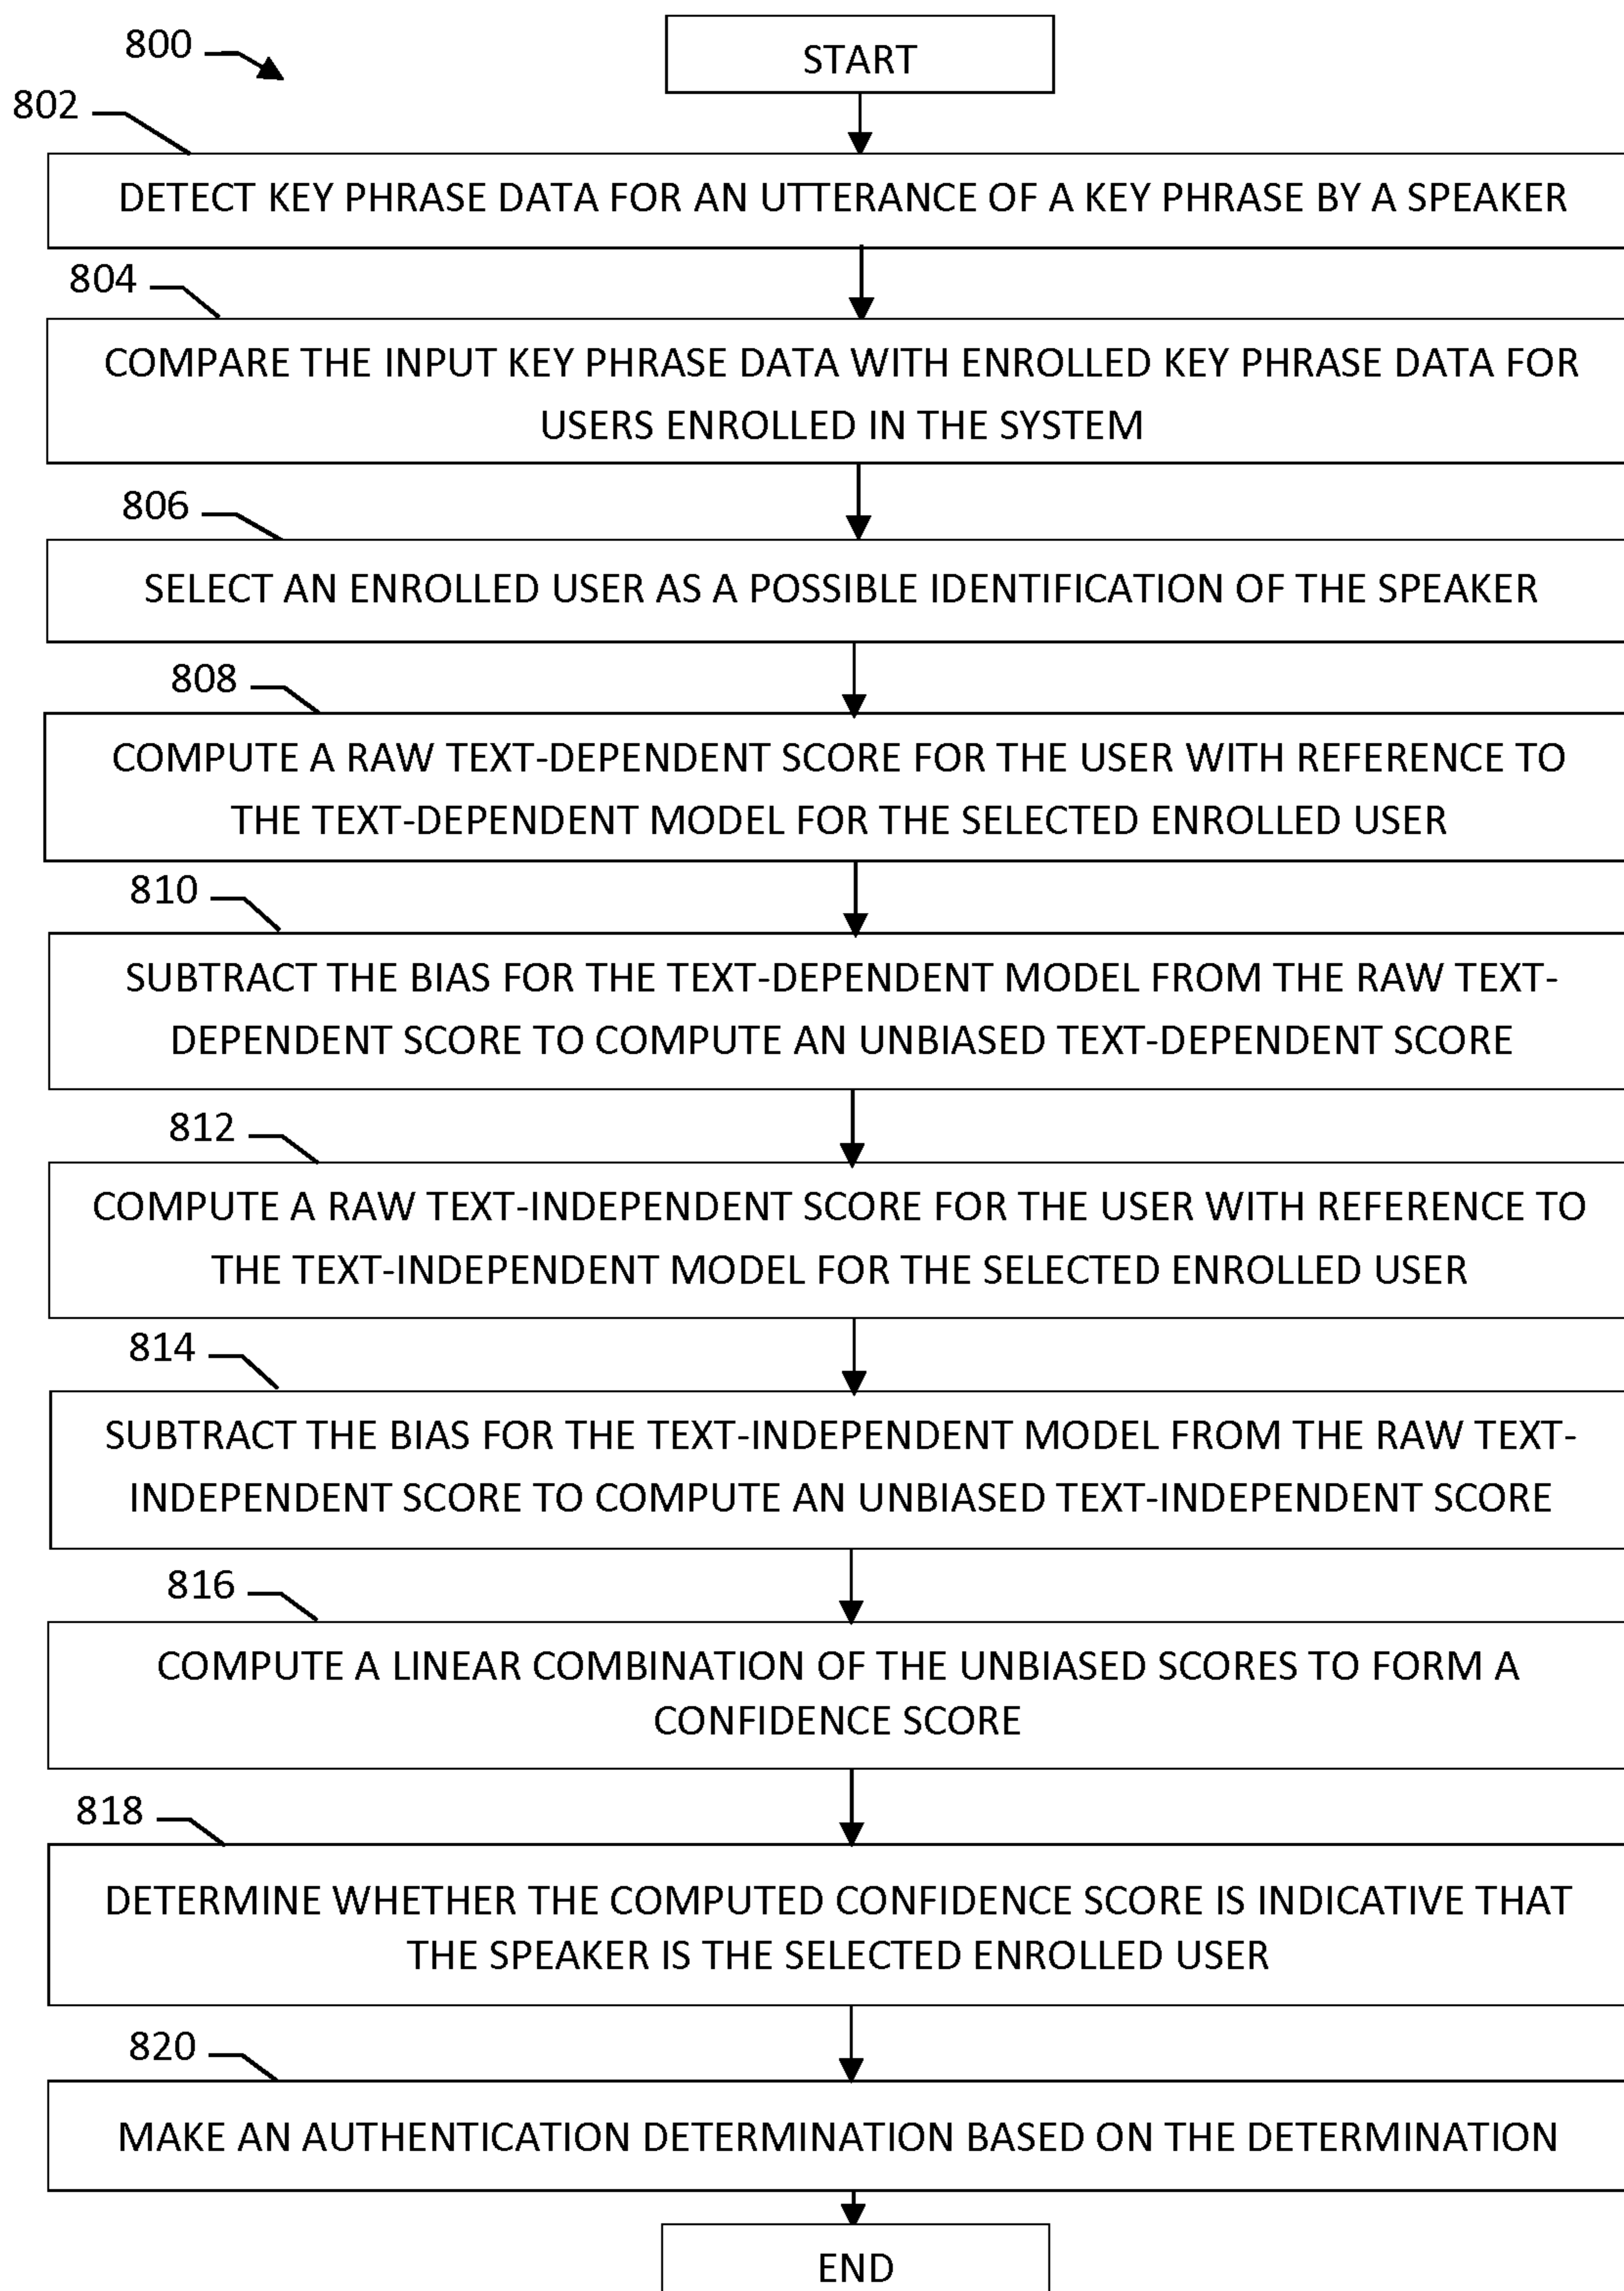 800
START
802
DETECT KEY PHRASE DATA FOR AN UTTERANCE OF A KEY PHRASE BY A SPEAKER
804
COMPARE THE INPUT KEY PHRASE DATA WITH ENROLLED KEY PHRASE DATA FOR
USERS ENROLLED IN THE SYSTEM
806
SELECT AN ENROLLED USER AS A POSSIBLE IDENTIFICATION OF THE SPEAKER
808
COMPUTE A RAW TEXT-DEPENDENT SCORE FOR THE USER WITH REFERENCE TO
THE TEXT-DEPENDENT MODEL FOR THE SELECTED ENROLLED USER
810
SUBTRACT THE BIAS FOR THE TEXT-DEPENDENT MODEL FROM THE RAW TEXT-
DEPENDENT SCORE TO COMPUTE AN UNBIASED TEXT-DEPENDENT SCORE
812
COMPUTE A RAW TEXT-INDEPENDENT SCORE FOR THE USER WITH REFERENCE TO
THE TEXT-INDEPENDENT MODEL FOR THE SELECTED ENROLLED USER
814
SUBTRACT THE BIAS FOR THE TEXT-INDEPENDENT MODEL FROM THE RAW TEXT-
INDEPENDENT SCORE TO COMPUTE AN UNBIASED TEXT-INDEPENDENT SCORE
816
COMPUTE A LINEAR COMBINATION OF THE UNBIASED SCORES TO FORM A
CONFIDENCE SCORE
818
DETERMINE WHETHER THE COMPUTED CONFIDENCE SCORE IS INDICATIVE THAT
THE SPEAKER IS THE SELECTED ENROLLED USER
820
MAKE AN AUTHENTICATION DETERMINATION BASED ON THE DETERMINATION
END